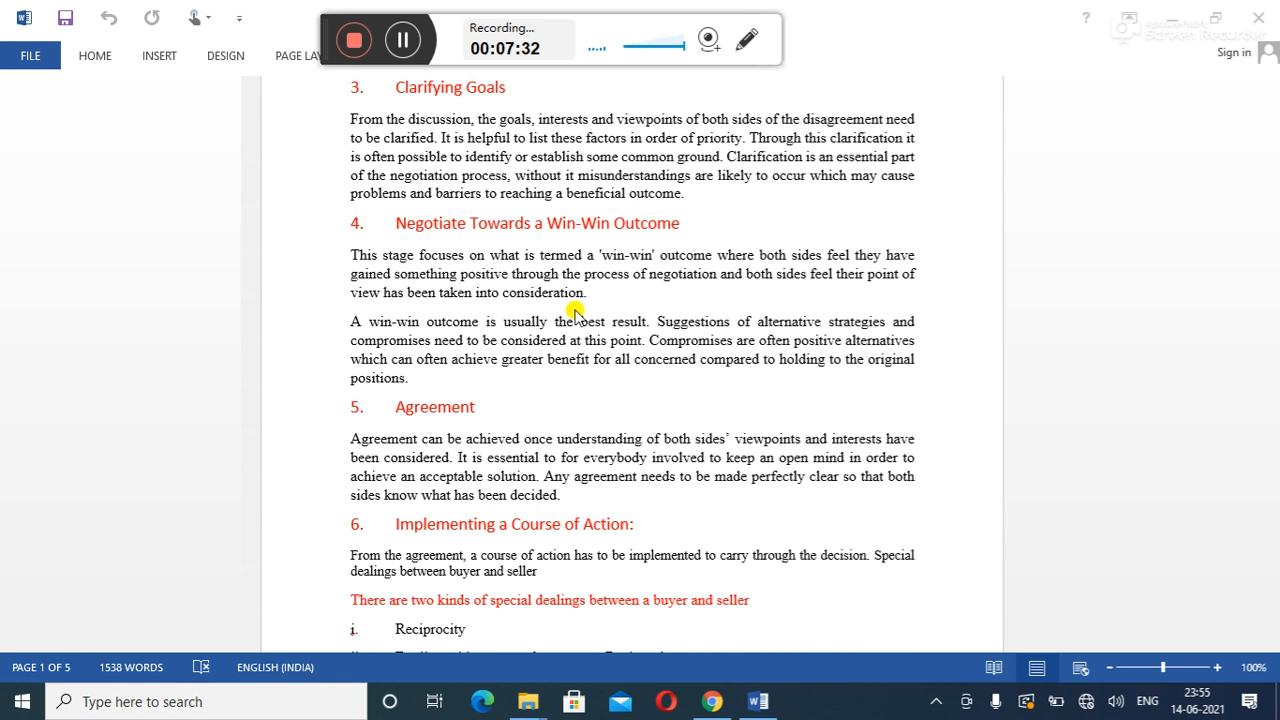 Recording...
00:07:32
Apowersoft
Screen Recorder
FILE HOME INSERT DESIGN PAGE LAY Sign in
3. Clarifying Goals
From the discussion, the goals, interests and viewpoints of both sides of the disagreement need
to be clarified. It is helpful to list these factors in order of priority. Through this clarification it
is often possible to identify or establish some common ground. Clarification is an essential part
of the negotiation process, without it misunderstandings are likely to occur which may cause
problems and barriers to reaching a beneficial outcome.
4. Negotiate Towards a Win-Win Outcome
This stage focuses on what is termed a 'win-win' outcome where both sides feel they have
gained something positive through the process of negotiation and both sides feel their point of
view has been taken into consideration.
A win-win outcome is usually the best result. Suggestions of alternative strategies and
compromises need to be considered at this point. Compromises are often positive alternatives
which can often achieve greater benefit for all concerned compared to holding to the original
positions.
5. Agreement
Agreement can be achieved once understanding of both sides’ viewpoints and interests have
been considered. It is essential to for everybody involved to keep an open mind in order to
achieve an acceptable solution. Any agreement needs to be made perfectly clear so that both
sides know what has been decided.
6. Implementing a Course of Action:
From the agreement, a course of action has to be implemented to carry through the decision. Special
dealings between buyer and seller
There are two kinds of special dealings between a buyer and seller
i. Reciprocity
PAGE 1 OF 5 1538 WORDS ENGLISH (INDIA) 100%
Type here to search ENG 23:55
14-06-2021